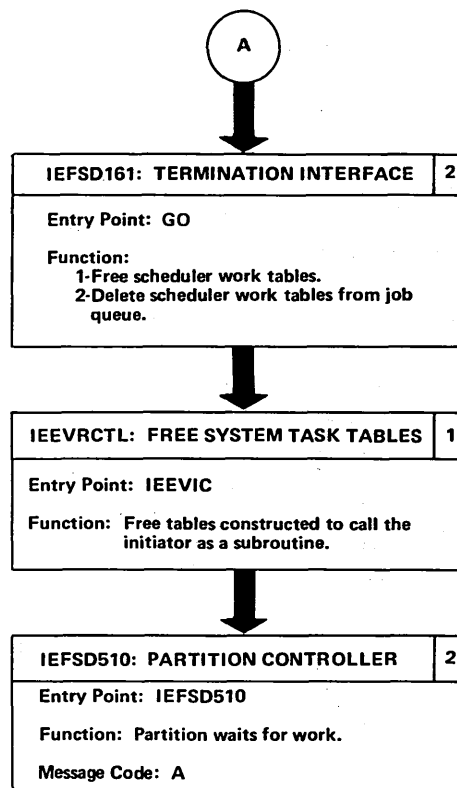 A
IEFSD161: TERMINATION INTERFACE 2
Entry Point: GO
Function:
1-Free scheduler work tables.
2-Delete scheduler work tables from job
queue.
IEEVRCTL: FREE SYSTEM TASK TABLES 1
Entry Point: IEEVIC
Function: Free tables constructed to call the
initiator as a subroutine.
IEFSD510: PARTITION CONTROLLER 2
Entry Point: IEFSD510
Function: Partition waits for work.
Message Code: A